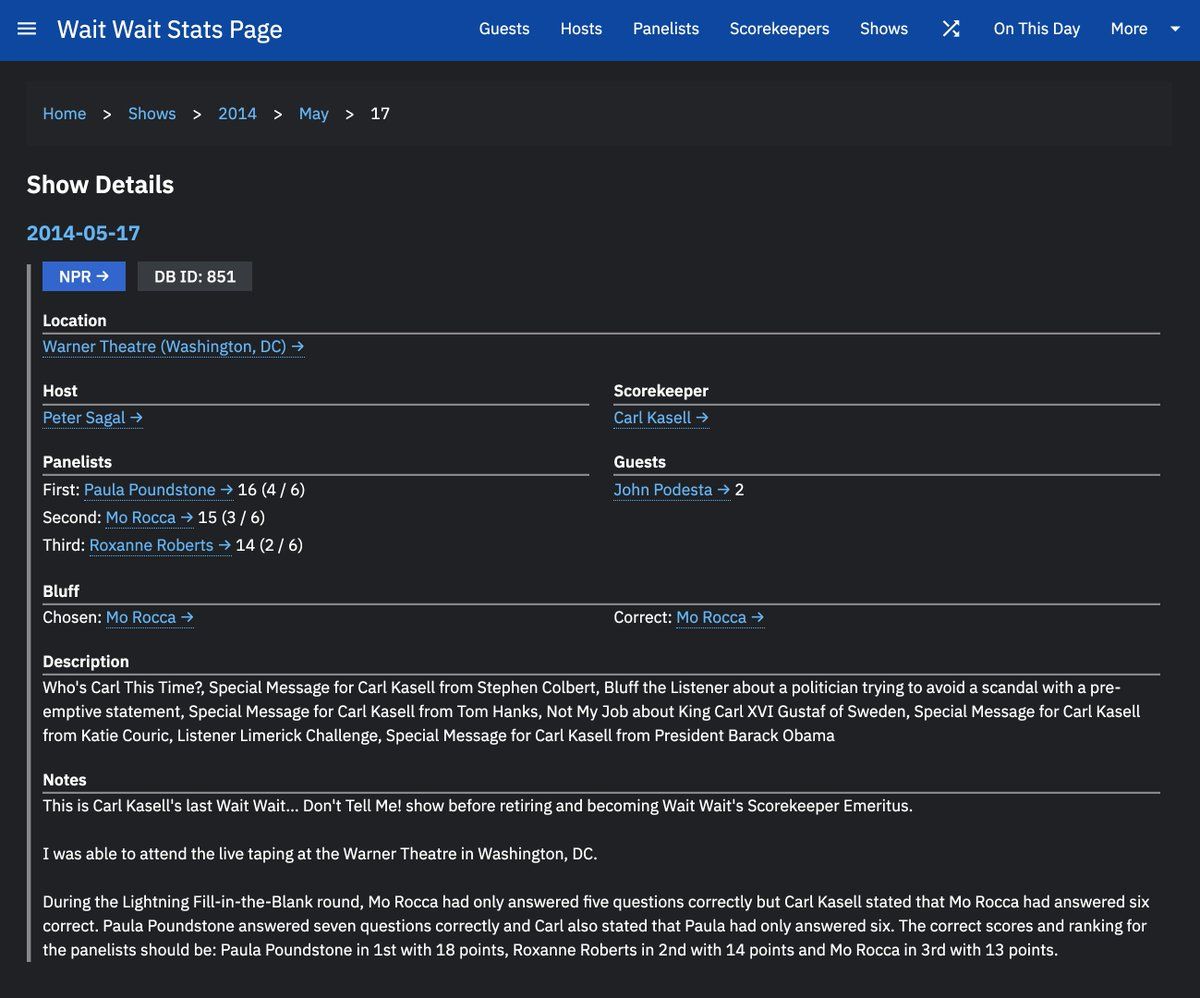 Wait Wait Stats Page
Guests Hosts Panelists Scorekeepers Shows On This Day More
Home > Shows > 2014 > May > 17
Show Details
2014-05-17
NPR → DB ID: 851
Location
Warner Theatre (Washington, DC) →
Host Scorekeeper
Peter Sagal → Carl Kasell →
Panelists Guests
First: Paula Poundstone → 16 (4 / 6) John Podesta → 2
Second: Mo Rocca → 15 (3 / 6)
Third: Roxanne Roberts → 14 (2 / 6)
Bluff
Chosen: Mo Rocca → Correct: Mo Rocca →
Description
Who's Carl This Time?, Special Message for Carl Kasell from Stephen Colbert, Bluff the Listener about a politician trying to avoid a scandal with a pre-
emptive statement, Special Message for Carl Kasell from Tom Hanks, Not My Job about King Carl XVI Gustaf of Sweden, Special Message for Carl Kasell
from Katie Couric, Listener Limerick Challenge, Special Message for Carl Kasell from President Barack Obama
Notes
This is Carl Kasell's last Wait Wait... Don't Tell Me! show before retiring and becoming Wait Wait's Scorekeeper Emeritus.
I was able to attend the live taping at the Warner Theatre in Washington, DC.
During the Lightning Fill-in-the-Blank round, Mo Rocca had only answered five questions correctly but Carl Kasell stated that Mo Rocca had answered six
correct. Paula Poundstone answered seven questions correctly and Carl also stated that Paula had only answered six. The correct scores and ranking for
the panelists should be: Paula Poundstone in 1st with 18 points, Roxanne Roberts in 2nd with 14 points and Mo Rocca in 3rd with 13 points.